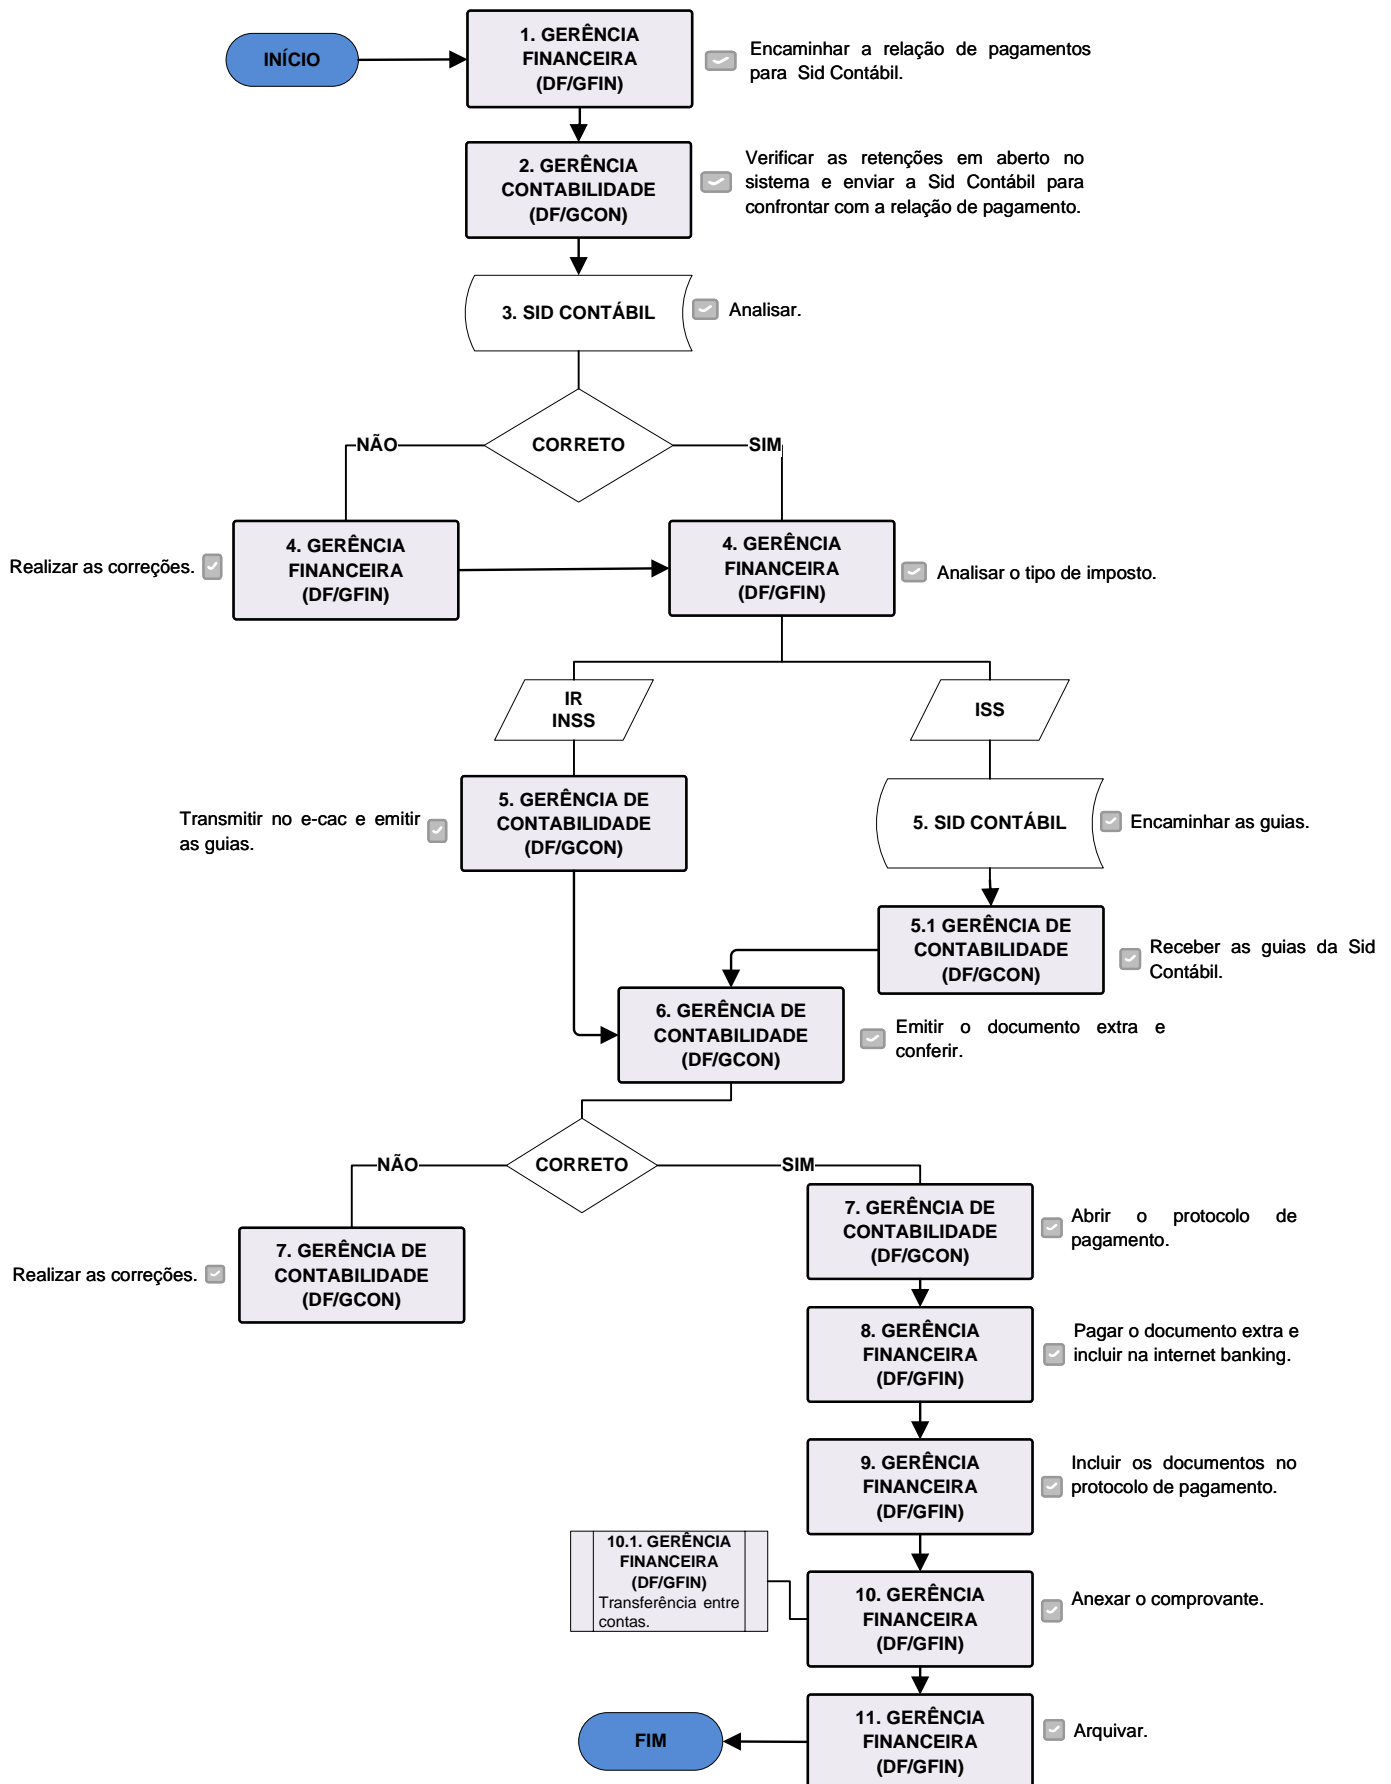 INÍCIO
1. GERÊNCIA
FINANCEIRA
(DF/GFIN)
Encaminhar a relação de pagamentos
para Sid Contábil.
2. GERÊNCIA
CONTABILIDADE
(DF/GCON)
Verificar as retenções em aberto no
sistema e enviar a Sid Contábil para
confrontar com a relação de pagamento.
3. SID CONTÁBIL
Analisar.
NÃO
CORRETO
SIM
Realizar as correções.
4. GERÊNCIA
FINANCEIRA
(DF/GFIN)
4. GERÊNCIA
FINANCEIRA
(DF/GFIN)
Analisar o tipo de imposto.
IR
INSS
ISS
Transmitir no e-cac e emitir
as guias.
5. GERÊNCIA DE
CONTABILIDADE
(DF/GCON)
5. SID CONTÁBIL
Encaminhar as guias.
5.1 GERÊNCIA DE
CONTABILIDADE
(DF/GCON)
Receber as guias da Sid
Contábil.
6. GERÊNCIA DE
CONTABILIDADE
(DF/GCON)
Emitir o documento extra e
conferir.
NÃO
CORRETO
SIM
Realizar as correções.
7. GERÊNCIA DE
CONTABILIDADE
(DF/GCON)
7. GERÊNCIA DE
CONTABILIDADE
(DF/GCON)
Abrir o protocolo de
pagamento.
8. GERÊNCIA
FINANCEIRA
(DF/GFIN)
Pagar o documento extra e
incluir na internet banking.
9. GERÊNCIA
FINANCEIRA
(DF/GFIN)
Incluir os documentos no
protocolo de pagamento.
10.1. GERÊNCIA
FINANCEIRA
(DF/GFIN)
Transferência entre
contas.
10. GERÊNCIA
FINANCEIRA
(DF/GFIN)
Anexar o comprovante.
11. GERÊNCIA
FINANCEIRA
(DF/GFIN)
Arquivar.
FIM